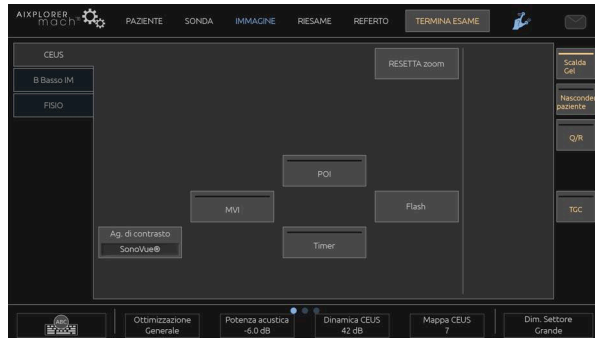 AIXPLORER
mach
PAZIENTE
SONDA
IMMAGINE
RIESAME
REFERTO
TERMINA ESAME
CEUS
B Basso IM
FISIO
RESETTA zoom
POI
MVI
Flash
Ag. di contrasto
SonoVue®
Timer
Scalda
Gel
Nasconder
paziente
Q/R
TGC
ABC
Ottimizzazione
Generale
Potenza acustica
-6.0 dB
Dinamica CEUS
42 dB
Mappa CEUS
7
Dim. Settore
Grande